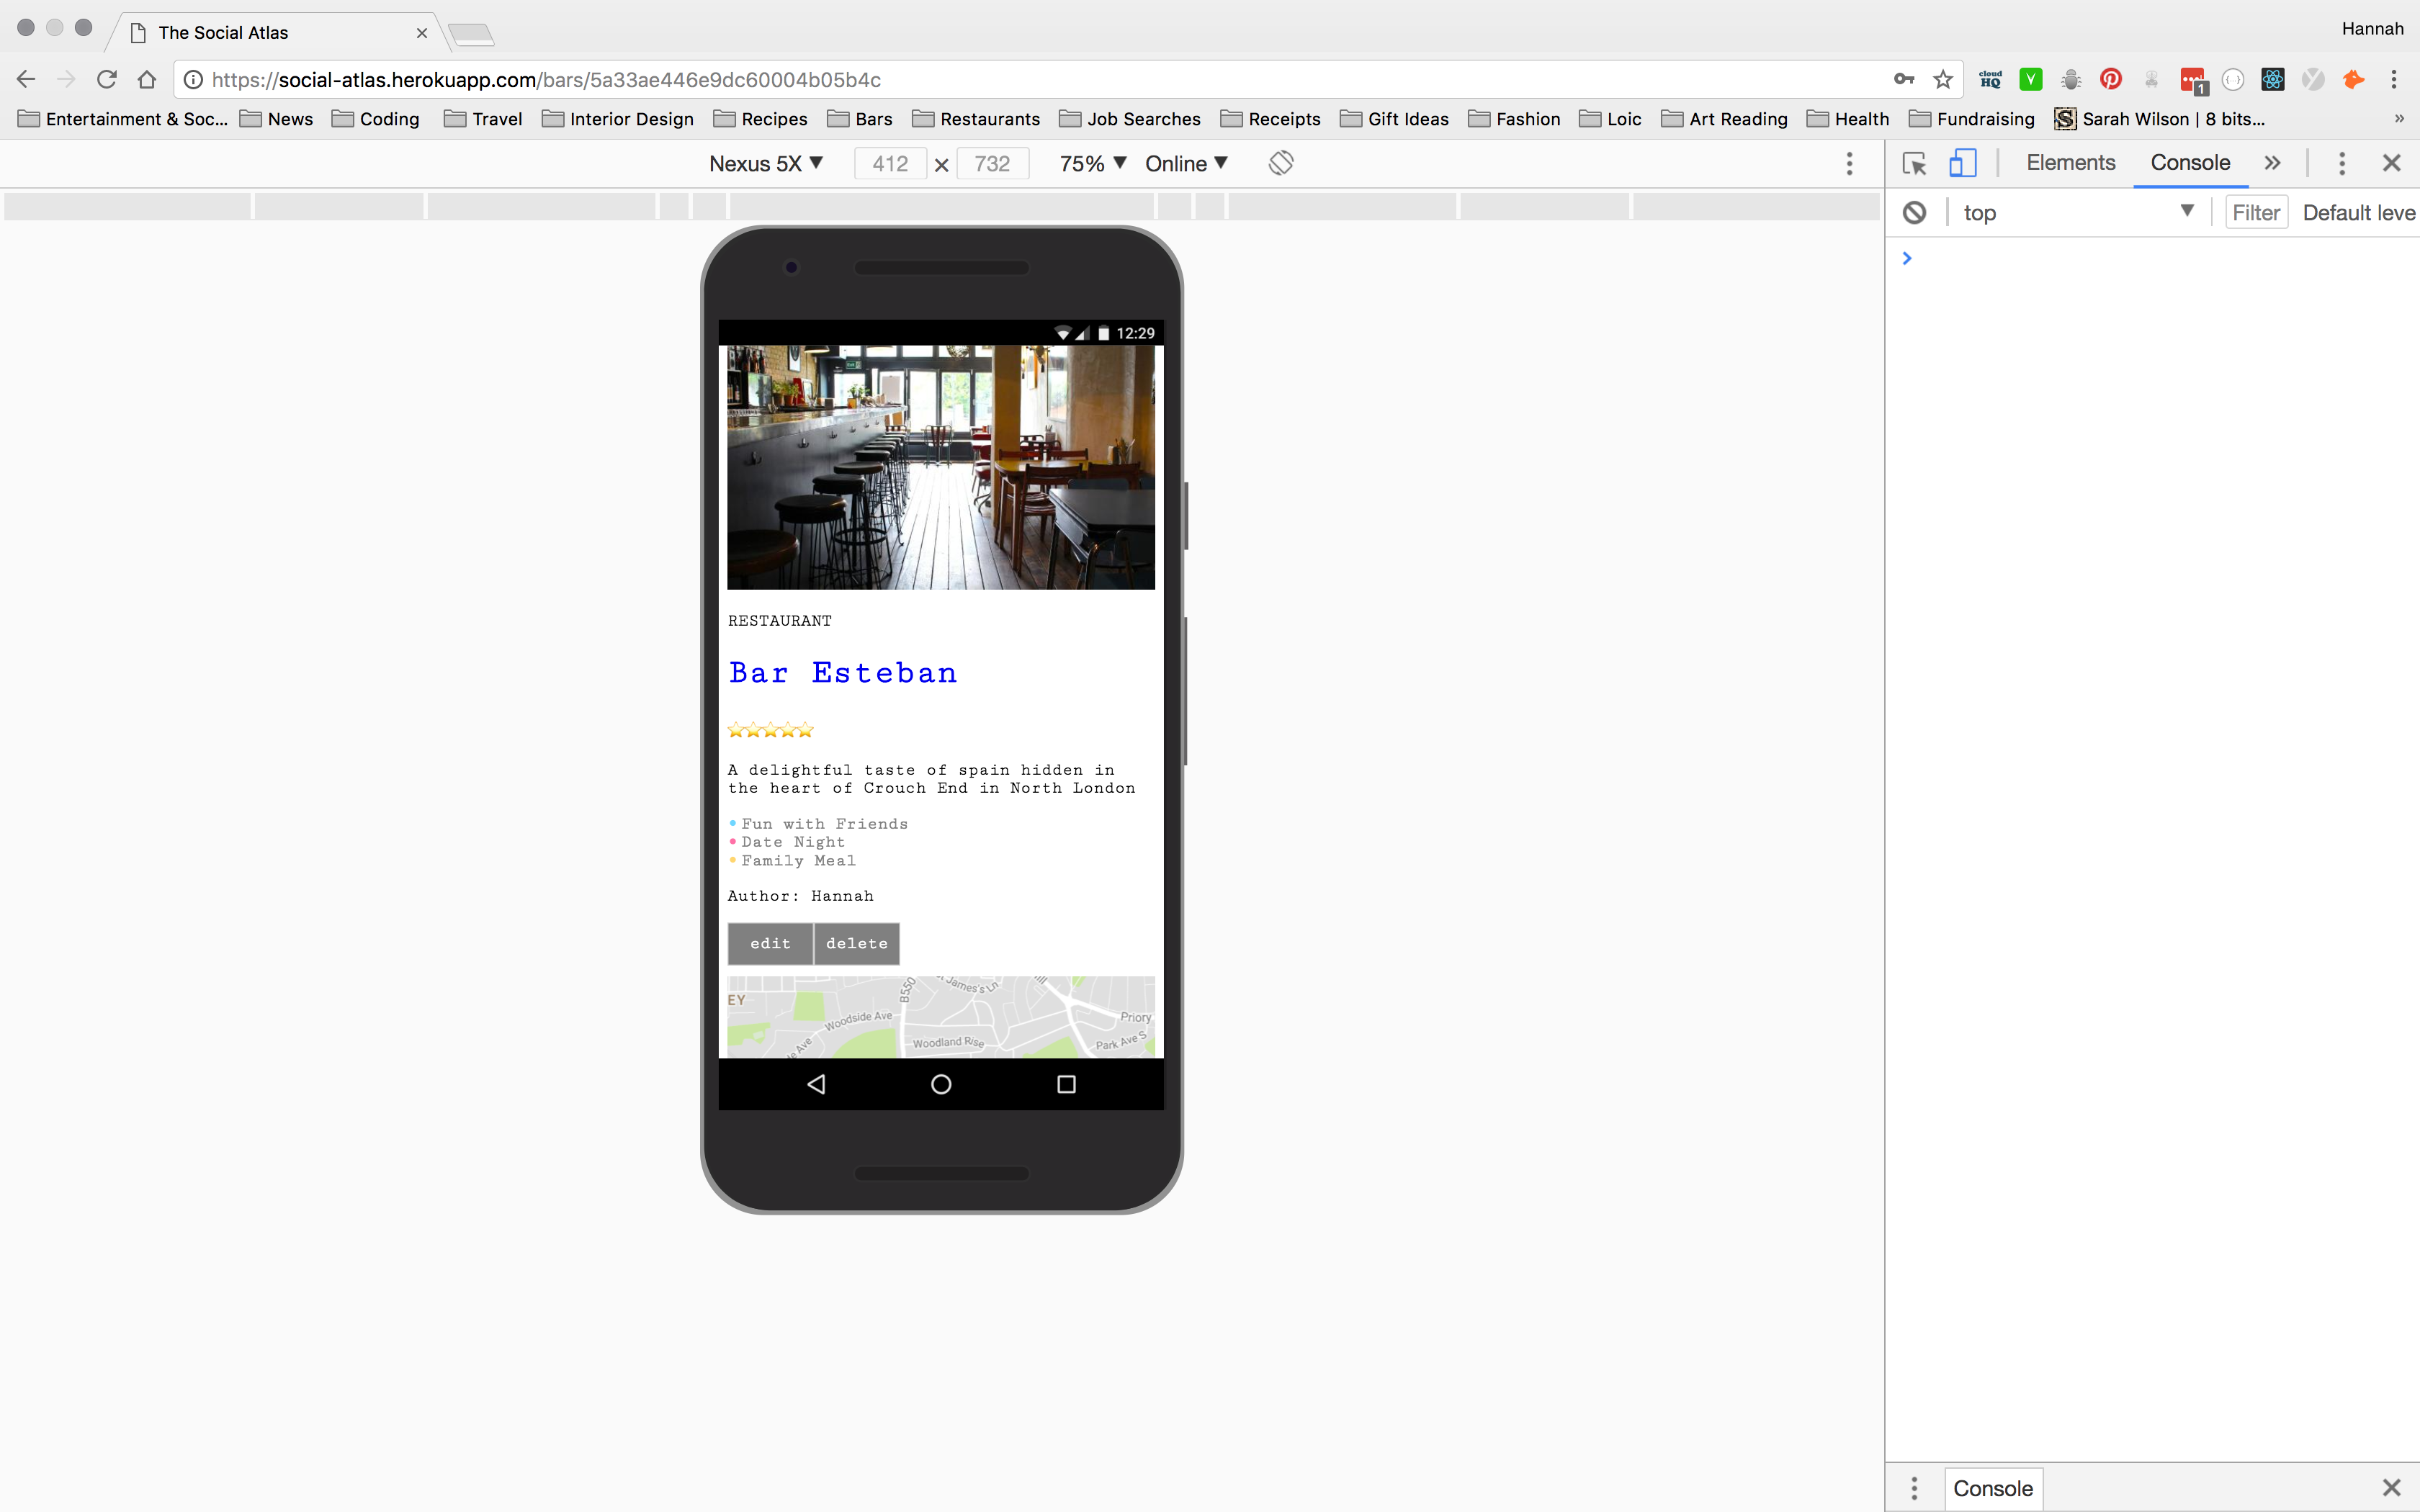 The Social Atlas
Hannah
https://social-atlas.herokuapp.com/bars/5a33ae446e9dc60004b05b4c
cloud HQ
1
Entertainment & Soc... News Coding Travel Interior Design Recipes Bars Restaurants Job Searches Receipts Gift Ideas Fashion Loic Art Reading Health Fundraising Sarah Wilson | 8 bits... »
Nexus 5X 412 × 732 75% Online
Elements Console »
top Filter Default leve
12:29
RESTAURANT
Bar Esteban
A delightful taste of spain hidden in
the heart of Crouch End in North London
Fun with Friends
Date Night
Family Meal
Author: Hannah
edit delete
EY
B550
James's Ln
Woodside Ave
Priory
Woodland Rise
Park Ave S
Ave
Console